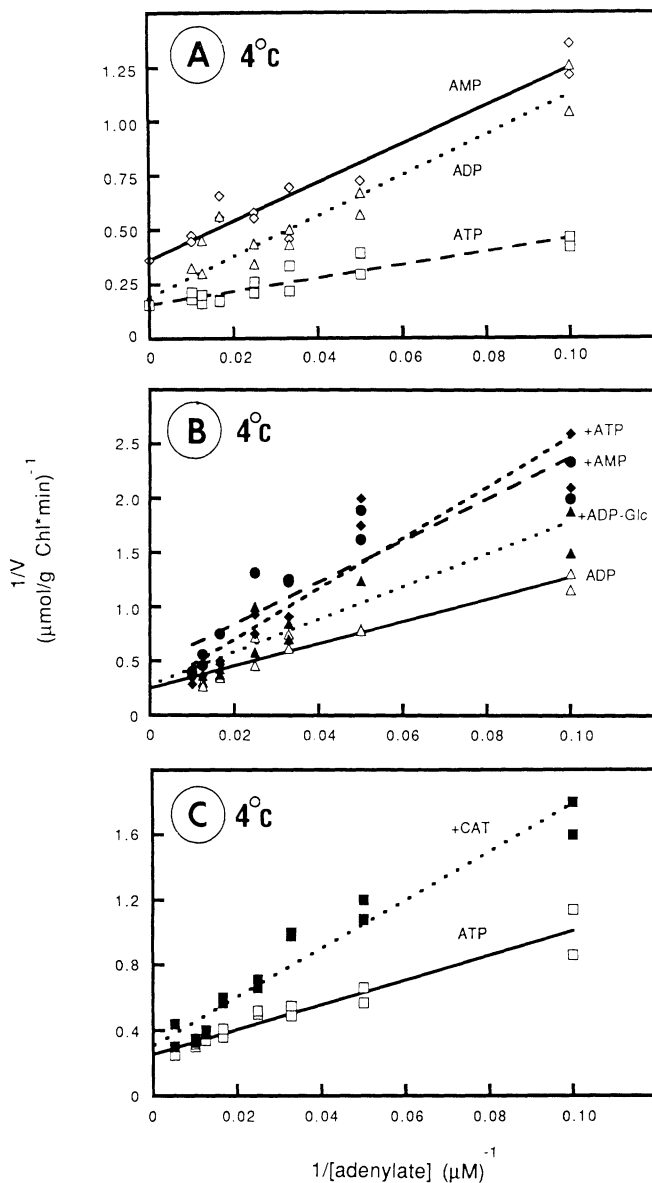 A 4°C
1.25
1.00
0.75
0.50
0.25
0
AMP
ADP
ATP
0 0.02 0.04 0.06 0.08 0.10
B 4°C
2.5
2.0
1.5
1.0
0.5
0
+ATP
+AMP
+ADP-Glc
ADP
0 0.02 0.04 0.06 0.08 0.10
1/V
(μmol/g Chl*min)⁻¹
C 4°C
1.6
1.2
0.8
0.4
0
+CAT
ATP
0 0.02 0.04 0.06 0.08 0.10
1/[adenylate] (μM)⁻¹